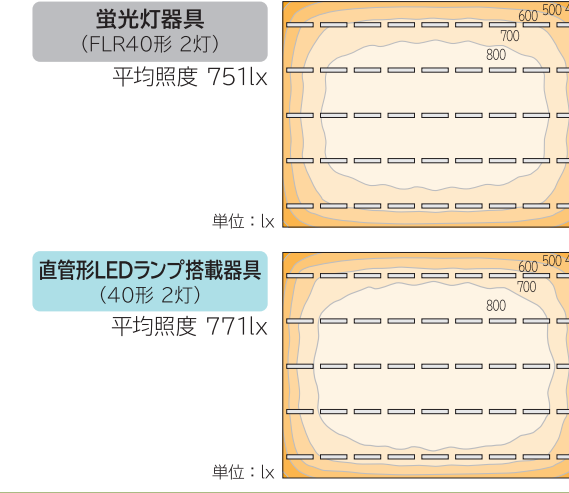 蛍光灯器具
（FLR40形 2灯）
平均照度 751lx
600 500 4
700
800
単位：lx
直管形LEDランプ搭載器具
（40形 2灯）
平均照度 771lx
600 500 4
700
800
単位：lx